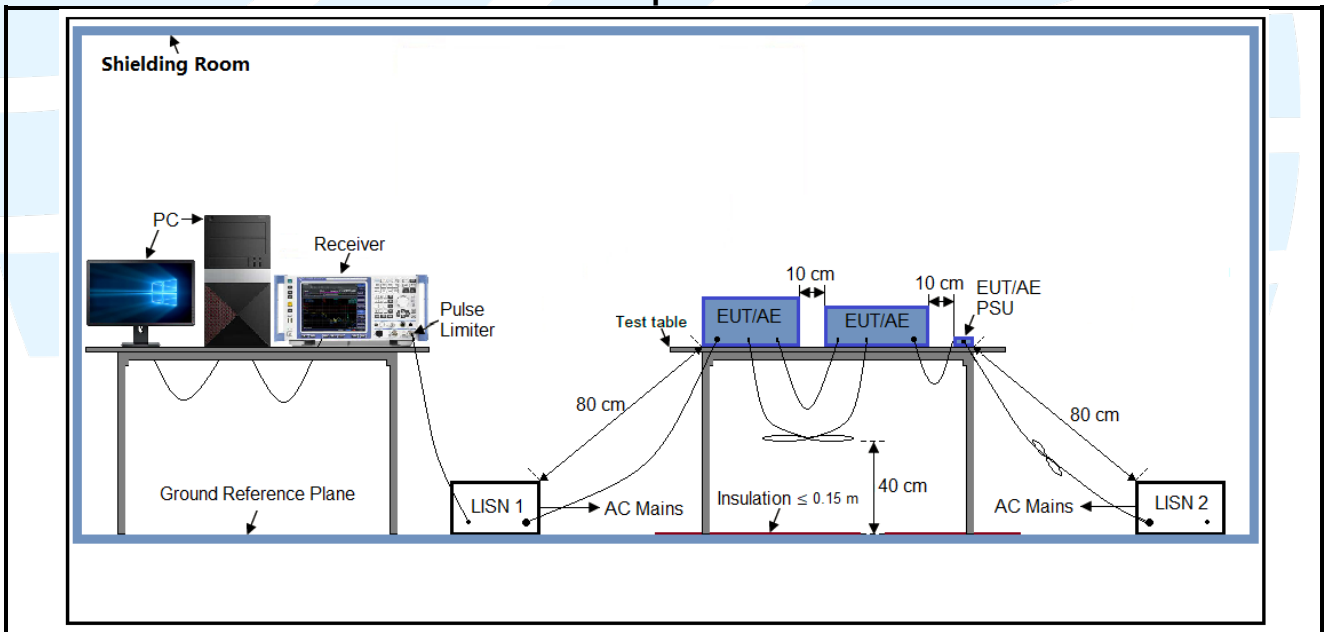 Shielding Room
PC
Receiver
Pulse
Limiter
10 cm
10 cm
EUT/AE
PSU
Test table
EUT/AE
EUT/AE
80 cm
80 cm
40 cm
Ground Reference Plane
LISN 1
AC Mains
Insulation ≤ 0.15 m
AC Mains
LISN 2